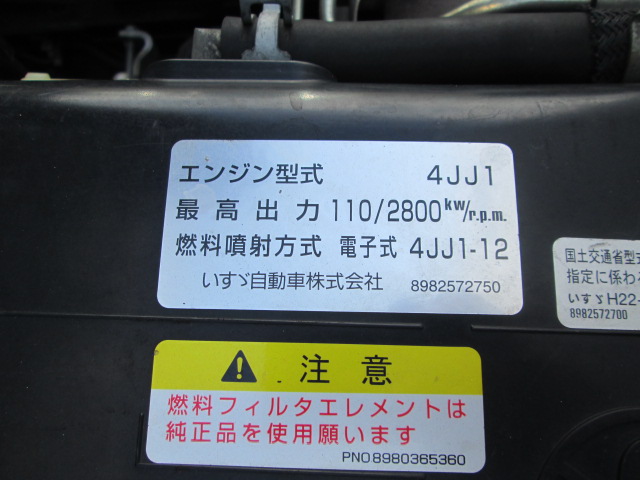 エンジン型式 4JJ1
最高出力 110/2800kw/r.p.m.
燃料噴射方式 電子式 4JJ1-12
いすゞ自動車株式会社 8982572750
国土交通省型式
指定に係わる
いすゞH22-
8982572700
注意
燃料フィルタエレメントは
純正品を使用願います
PNO8980365360